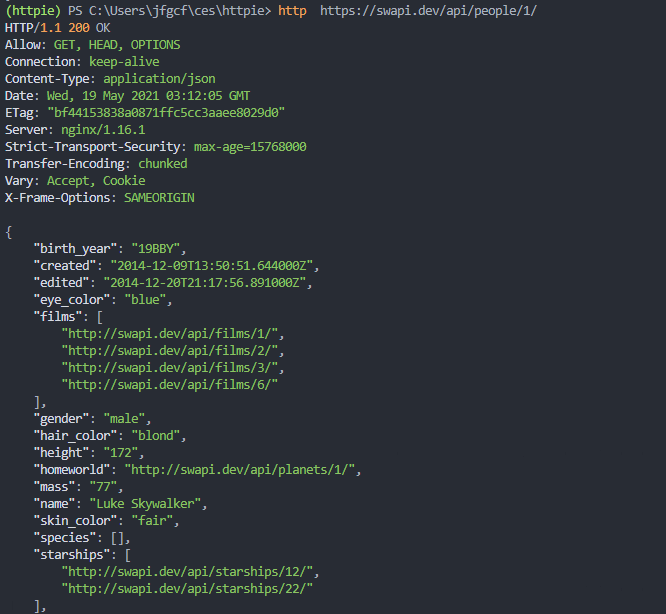 (httpie) PS C:\Users\jfgcf\ces\httpie> http  https://swapi.dev/api/people/1/
HTTP/1.1 200 OK
Allow: GET, HEAD, OPTIONS
Connection: keep-alive
Content-Type: application/json
Date: Wed, 19 May 2021 03:12:05 GMT
ETag: "bf44153838a0871ffc5cc3aaee8029d0"
Server: nginx/1.16.1
Strict-Transport-Security: max-age=15768000
Transfer-Encoding: chunked
Vary: Accept, Cookie
X-Frame-Options: SAMEORIGIN

{
    "birth_year": "19BBY",
    "created": "2014-12-09T13:50:51.644000Z",
    "edited": "2014-12-20T21:17:56.891000Z",
    "eye_color": "blue",
    "films": [
        "http://swapi.dev/api/films/1/",
        "http://swapi.dev/api/films/2/",
        "http://swapi.dev/api/films/3/",
        "http://swapi.dev/api/films/6/"
    ],
    "gender": "male",
    "hair_color": "blond",
    "height": "172",
    "homeworld": "http://swapi.dev/api/planets/1/",
    "mass": "77",
    "name": "Luke Skywalker",
    "skin_color": "fair",
    "species": [],
    "starships": [
        "http://swapi.dev/api/starships/12/",
        "http://swapi.dev/api/starships/22/"
    ],